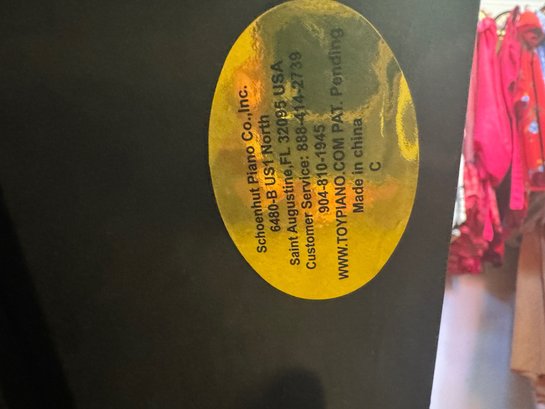 Schoenhut Piano Co.,Inc.
6480-B US1 North
Saint Augustine,FL 32095 USA
Customer Service: 888-414-2739
904-810-1945
WWW.TOYPIANO.COM PAT. Pending
Made in china
C